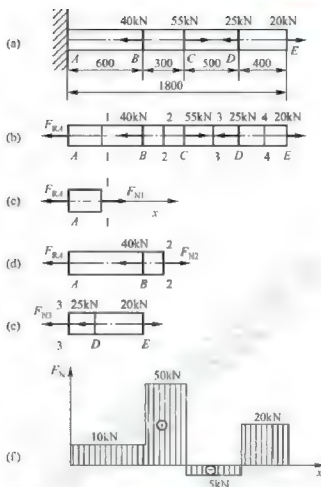 40kN 55kN 25kN 20kN
(a)
A B C D E
600 300 500 400
1800
40kN 2 55kN 3 25kN 4 20kN
(b) F_RA 1
A 1 B 2 C 3 D 4 E
1
(c) F_RA F_N1
A 1 x
40kN 2
(d) F_RA F_N2
A B 2
3 25kN 20kN
(e) F_N3
3 D E
F_N 50kN
20kN
10kN +
(f) − x
5kN